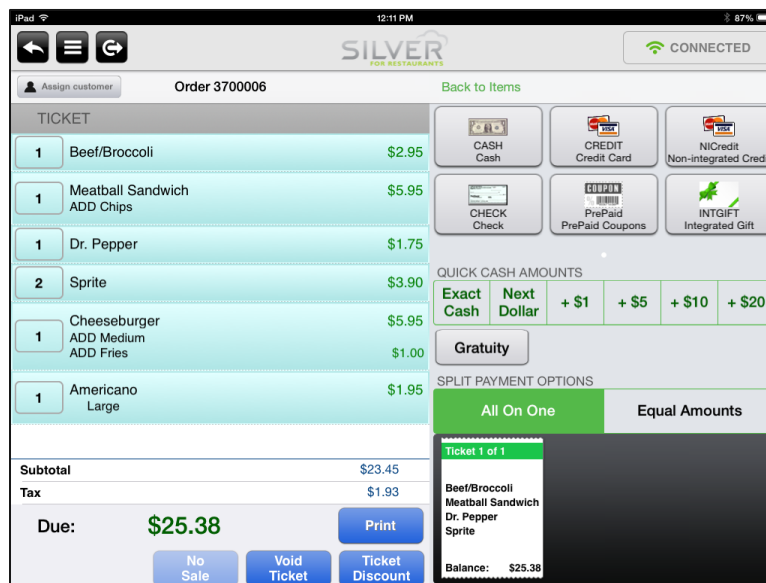 iPad 12:11 PM 87%
SILVER
FOR RESTAURANTS
CONNECTED
Assign customer Order 3700006 Back to Items
TICKET
1 Beef/Broccoli $2.95
1 Meatball Sandwich $5.95
ADD Chips
1 Dr. Pepper $1.75
2 Sprite $3.90
1 Cheeseburger $5.95
ADD Medium
ADD Fries $1.00
1 Americano $1.95
Large
Subtotal $23.45
Tax $1.93
Due: $25.38 Print
No Sale
Void Ticket
Ticket Discount
CASH
Cash
CREDIT
Credit Card
NICredit
Non-integrated Credi
CHECK
Check
COUPON
PrePaid
PrePaid Coupons
INTGIFT
Integrated Gift
QUICK CASH AMOUNTS
Exact Cash
Next Dollar
+ $1
+ $5
+ $10
+ $20
Gratuity
SPLIT PAYMENT OPTIONS
All On One Equal Amounts
Ticket 1 of 1
Beef/Broccoli
Meatball Sandwich
Dr. Pepper
Sprite
Balance: $25.38